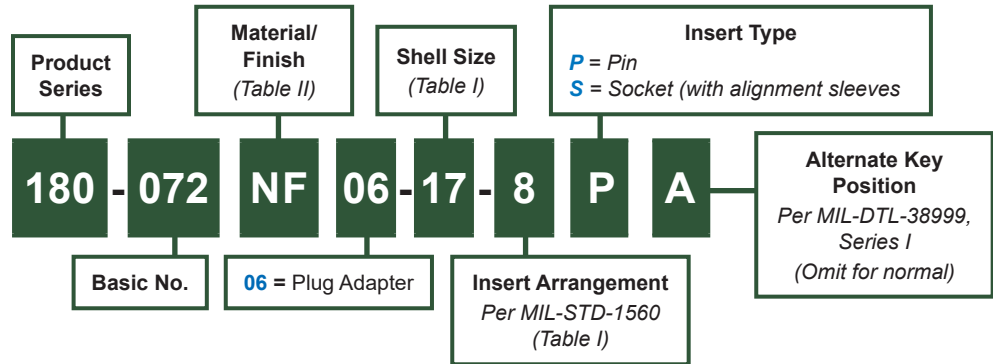 Product
Series
Material/
Finish
(Table II)
Shell Size
(Table I)
Insert Type
P = Pin
S = Socket (with alignment sleeves
180 - 072 NF 06 - 17 - 8 P A
Alternate Key
Position
Per MIL-DTL-38999,
Series I
(Omit for normal)
Basic No.
06 = Plug Adapter
Insert Arrangement
Per MIL-STD-1560
(Table I)